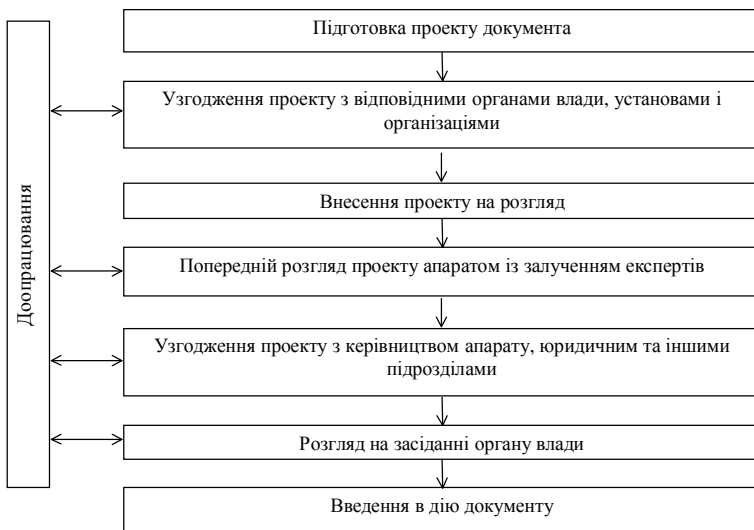 Підготовка проекту документа
Узгодження проекту з відповідними органами влади, установами і
організаціями
Внесення проекту на розгляд
Попередній розгляд проекту апаратом із залученням експертів
Узгодження проекту з керівництвом апарату, юридичним та іншими
підрозділами
Розгляд на засіданні органу влади
Введення в дію документу
Доопрацювання